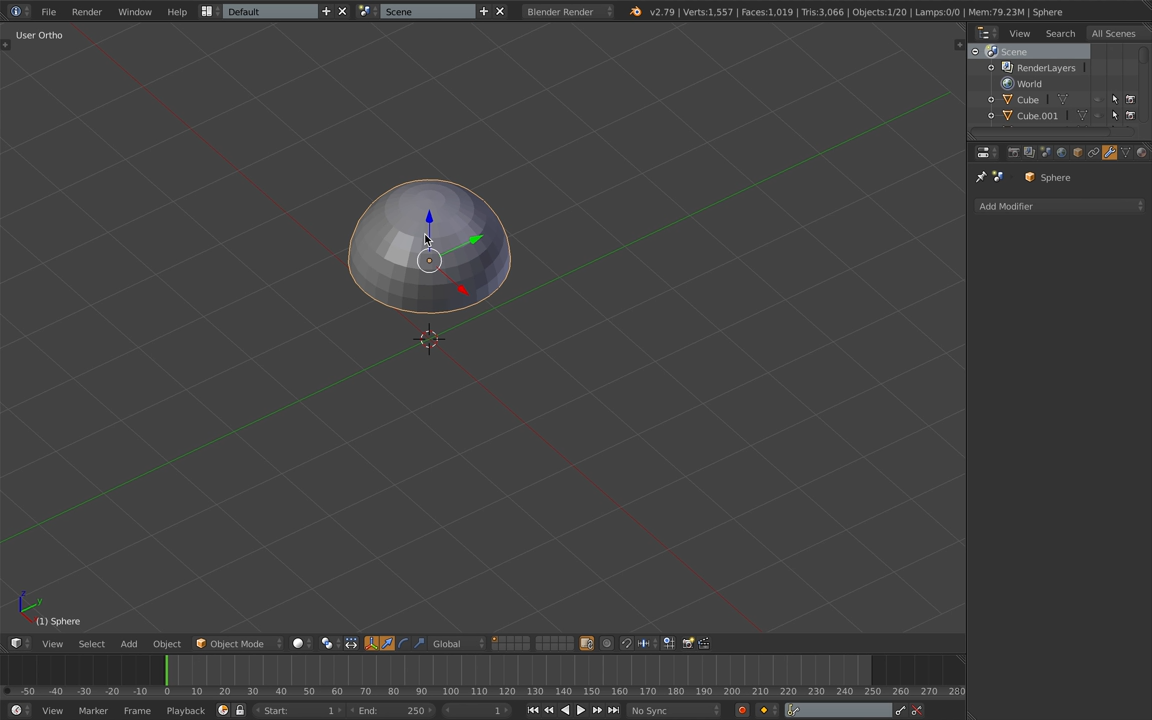 File Render Window Help Default Scene Blender Render v2.79 | Verts:1,557 | Faces:1,019 | Tris:3,066 | Objects:1/20 | Lamps:0/0 | Mem:79.23M | Sphere
User Ortho
View Search All Scenes
Scene
RenderLayers
World
Cube
Cube.001
Sphere
Add Modifier
z
y
(1) Sphere
View Select Add Object Object Mode Global
-50 -40 -30 -20 -10 0 10 20 30 40 50 60 70 80 90 100 110 120 130 140 150 160 170 180 190 200 210 220 230 240 250 260 270 280
View Marker Frame Playback Start: 1 End: 250 1 No Sync